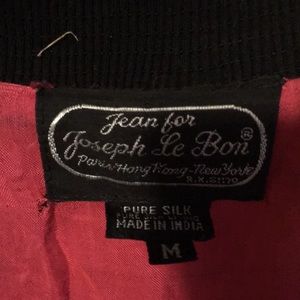 Jean for
Joseph Le Bon®
Paris-Hong Kong-New York
PURE SILK
MADE IN INDIA
M